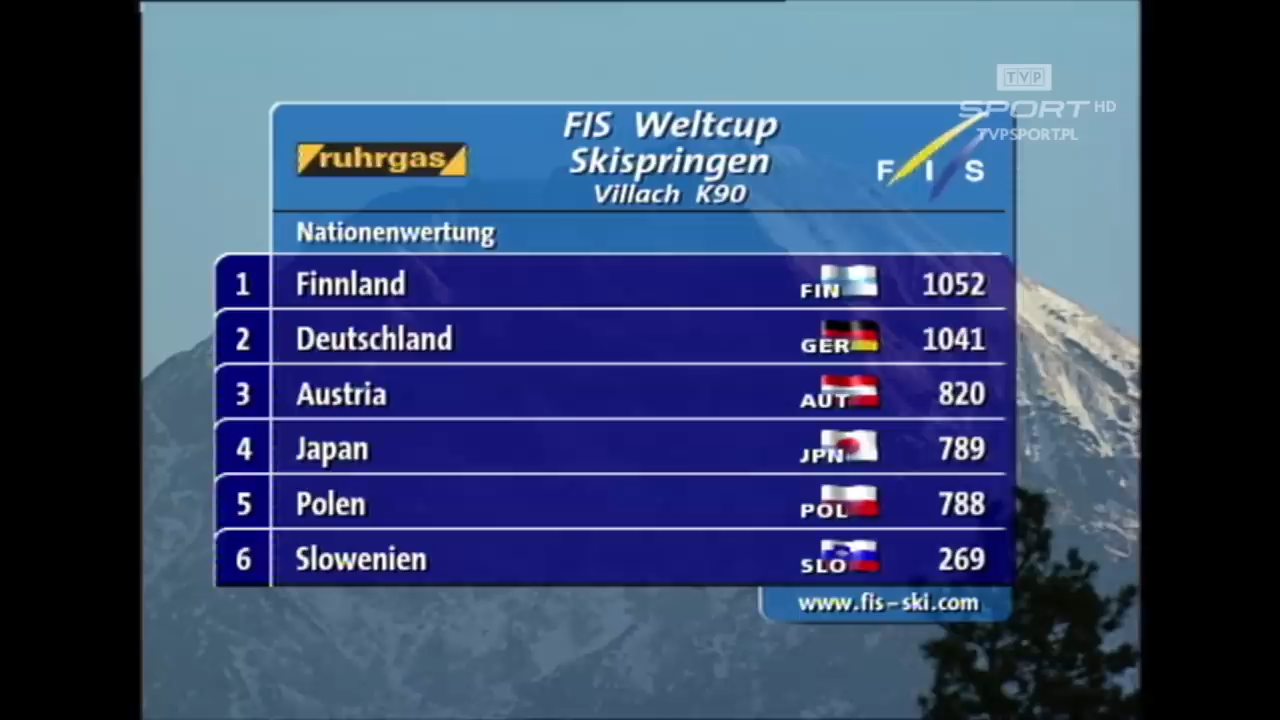 TVP
SPORT HD
TVPSPORT.PL
ruhrgas
FIS Weltcup
Skispringen
Villach K90
F I S
Nationenwertung
1 Finnland FIN 1052
2 Deutschland GER 1041
3 Austria AUT 820
4 Japan JPN 789
5 Polen POL 788
6 Slowenien SLO 269
www.fis-ski.com